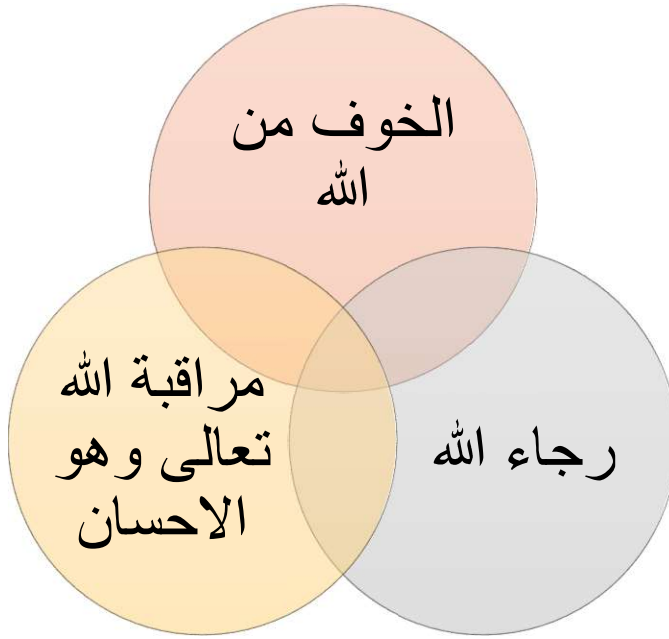 الخوف من
الله
مراقبة الله
تعالى وهو
الاحسان
رجاء الله